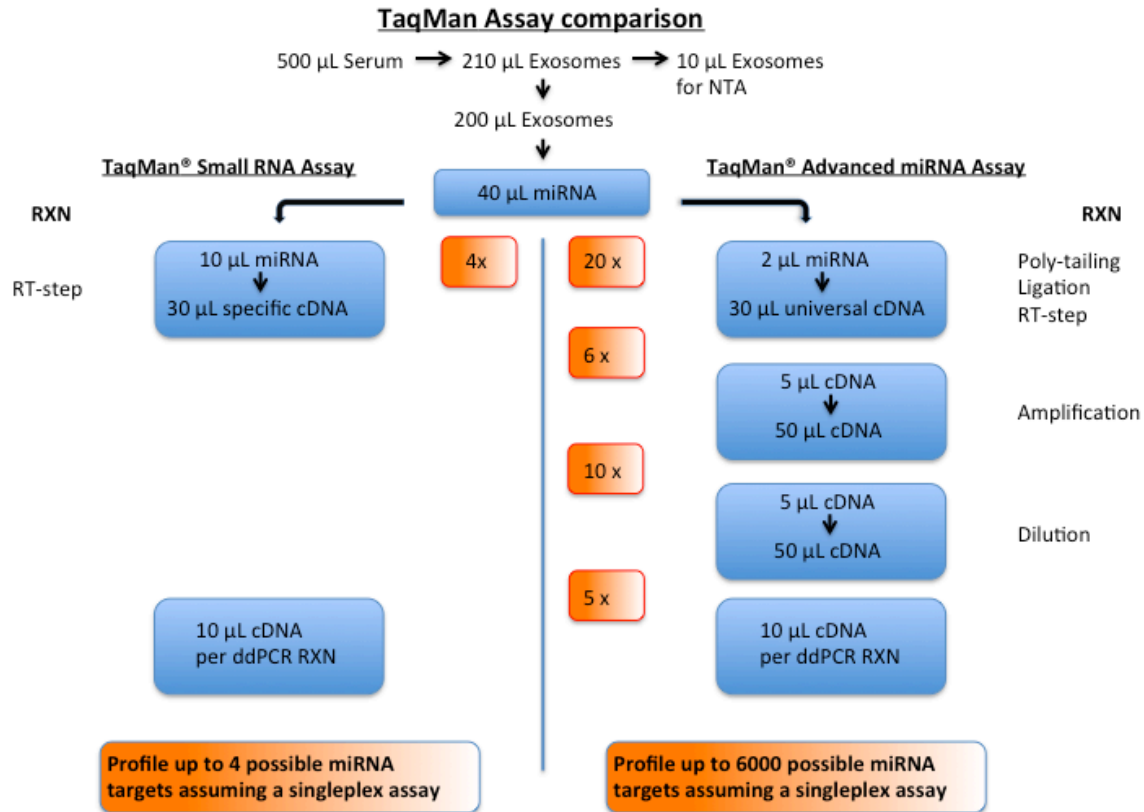 TaqMan Assay comparison
500 µL Serum
210 µL Exosomes
10 µL Exosomes
for NTA
200 µL Exosomes
TaqMan® Small RNA Assay
TaqMan® Advanced miRNA Assay
40 µL miRNA
RXN
RXN
RT-step
10 µL miRNA
30 µL specific cDNA
4x
20 x
2 µL miRNA
30 µL universal cDNA
Poly-tailing
Ligation
RT-step
6 x
5 µL cDNA
50 µL cDNA
Amplification
10 x
5 µL cDNA
50 µL cDNA
Dilution
5 x
10 µL cDNA
per ddPCR RXN
10 µL cDNA
per ddPCR RXN
Profile up to 4 possible miRNA
targets assuming a singleplex assay
Profile up to 6000 possible miRNA
targets assuming a singleplex assay